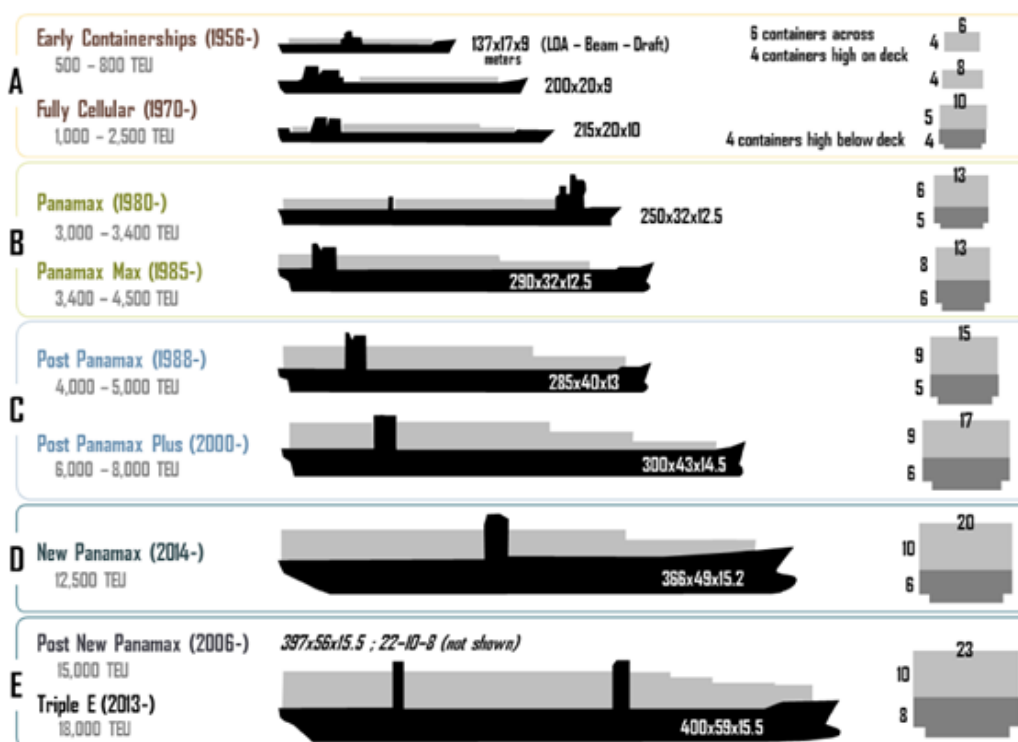 A
Early Containerships (1956-)
500 – 800 TEU
137x17x9 (LOA – Beam – Draft)
meters
200x20x9
6 containers across
4 containers high on deck
6
4
8
4
Fully Cellular (1970-)
1,000 – 2,500 TEU
215x20x10
4 containers high below deck
10
5
4
B
Panamax (1980-)
3,000 – 3,400 TEU
250x32x12.5
13
6
5
Panamax Max (1985-)
3,400 – 4,500 TEU
290x32x12.5
13
8
6
C
Post Panamax (1988-)
4,000 – 5,000 TEU
285x40x13
15
9
5
Post Panamax Plus (2000-)
6,000 – 8,000 TEU
300x43x14.5
17
9
6
D
New Panamax (2014-)
12,500 TEU
366x49x15.2
20
10
6
E
Post New Panamax (2006-)
15,000 TEU
397x56x15.5 ; 22–10–8 (not shown)
Triple E (2013-)
18,000 TEU
400x59x15.5
23
10
8